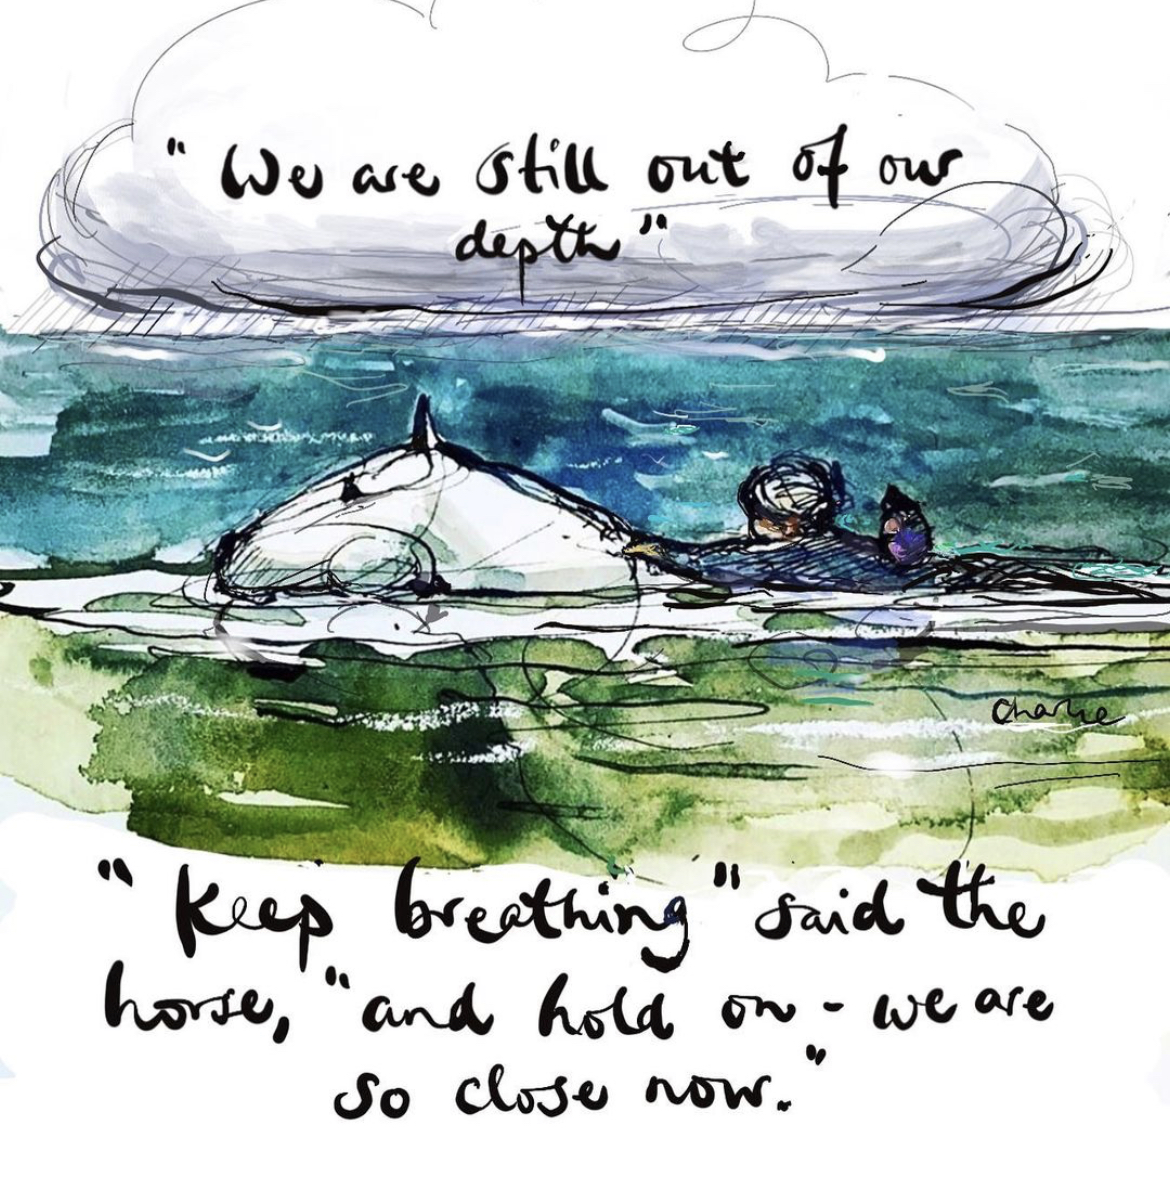 "We are still out of our
depth"
Charlie
"Keep breathing" said the
horse, "and hold on - we are
so close now."